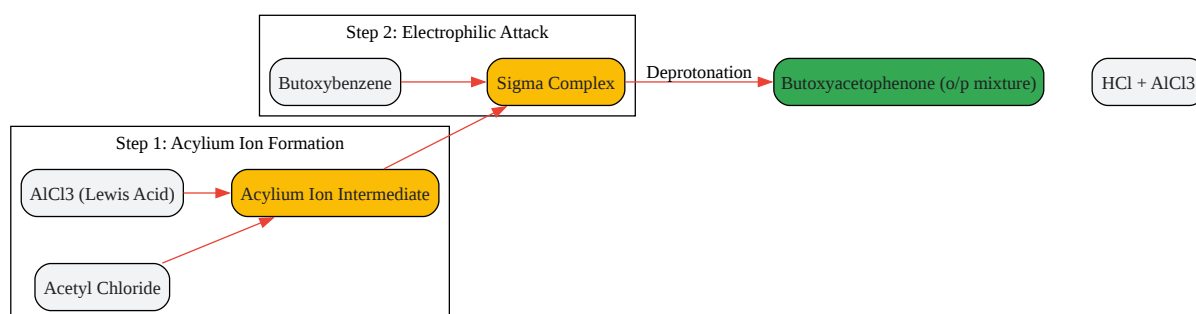 Step 2: Electrophilic Attack
Butoxybenzene
Sigma Complex
Deprotonation
Butoxyacetophenone (o/p mixture)
HCl + AlCl3
Step 1: Acylium Ion Formation
AlCl3 (Lewis Acid)
Acylium Ion Intermediate
Acetyl Chloride